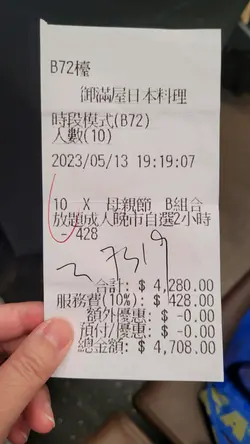 B72檯
御滿屋日本料理
時段模式(B72)
人數(10)
2023/05/13 19:19:07
10 X 母親節 B組合
放題成人晚市自選2小時
- 428
合計: $ 4,280.00
服務費(10%): $ 428.00
額外優惠: $ -0.00
預付/優惠: $ -0.00
總金額: $ 4,708.00